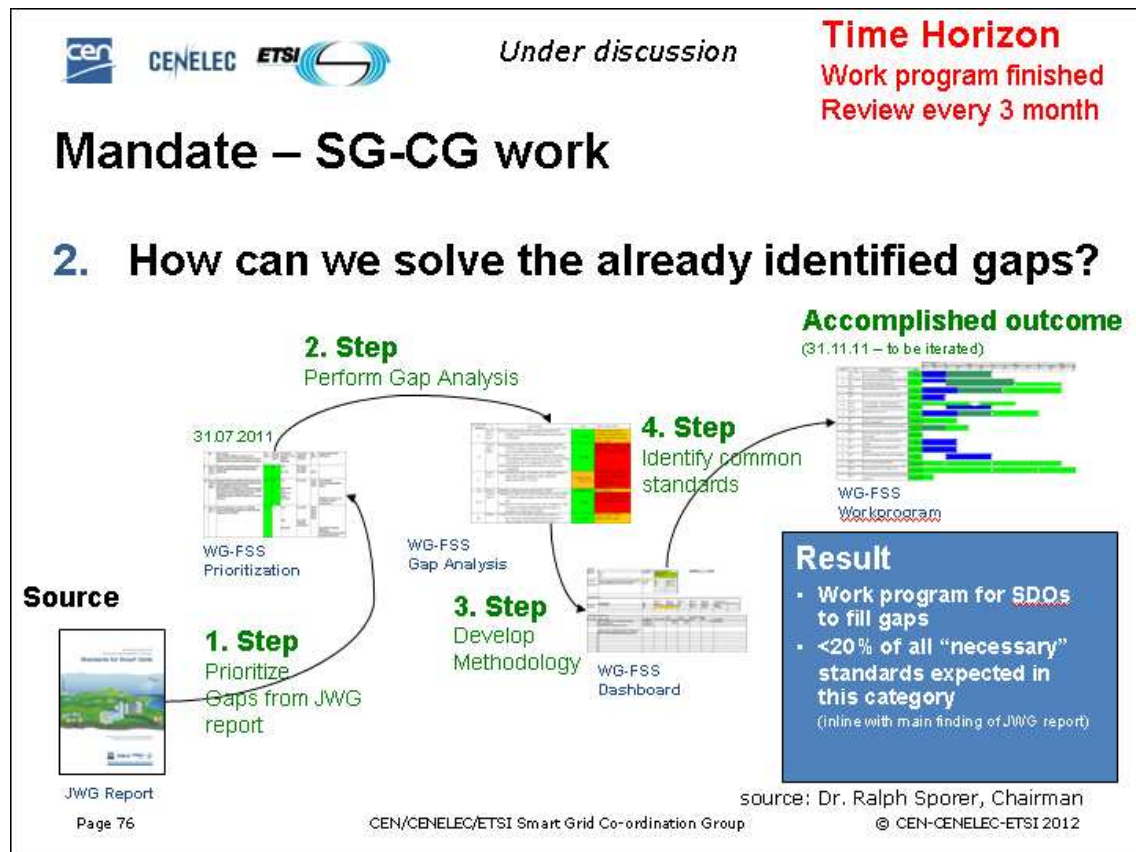 cen
CENELEC
ETSI
Under discussion
Time Horizon
Work program finished
Review every 3 month
Mandate – SG-CG work
2. How can we solve the already identified gaps?
Accomplished outcome
(31.11.11 – to be iterated)
2. Step
Perform Gap Analysis
31.07.2011
4. Step
Identify common
standards
WG-FSS
Workprogram
WG-FSS
Prioritization
WG-FSS
Gap Analysis
Source
1. Step
Prioritize
Gaps from JWG
report
3. Step
Develop
Methodology
WG-FSS
Dashboard
Result
• Work program for SDOs
to fill gaps
• <20% of all “necessary”
standards expected in
this category
(inline with main finding of JWG report)
Standards for Smart Grids
JWG Report
source: Dr. Ralph Sporer, Chairman
Page 76
CEN/CENELEC/ETSI Smart Grid Co-ordination Group
© CEN-CENELEC-ETSI 2012